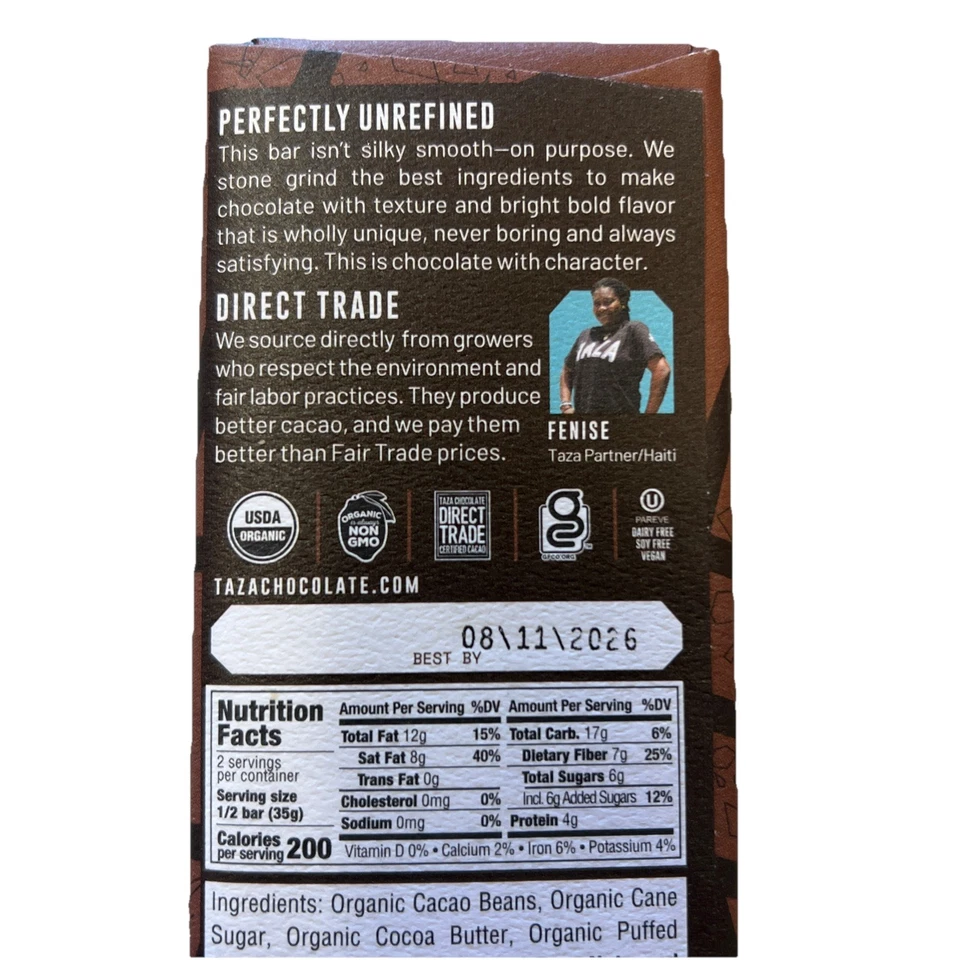 PERFECTLY UNREFINED
This bar isn't silky smooth—on purpose. We
stone grind the best ingredients to make
chocolate with texture and bright bold flavor
that is wholly unique, never boring and always
satisfying. This is chocolate with character.
DIRECT TRADE
We source directly from growers
who respect the environment and
fair labor practices. They produce
better cacao, and we pay them
better than Fair Trade prices.
TAZA
FENISE
Taza Partner/Haiti
USDA
ORGANIC
ORGANIC
is always
NON
GMO
TAZA CHOCOLATE
DIRECT
TRADE
CERTIFIED CACAO
GFCO.ORG
TM
U
PAREVE
DAIRY FREE
SOY FREE
VEGAN
TAZACHOCOLATE.COM
08\11\2026
BEST BY
Nutrition
Facts
2 servings
per container
Serving size
1/2 bar (35g)
Calories
per serving 200
Amount Per Serving %DV
Total Fat 12g 15%
Sat Fat 8g 40%
Trans Fat 0g
Cholesterol 0mg 0%
Sodium 0mg 0%
Amount Per Serving %DV
Total Carb. 17g 6%
Dietary Fiber 7g 25%
Total Sugars 6g
Incl. 6g Added Sugars 12%
Protein 4g
Vitamin D 0% • Calcium 2% • Iron 6% • Potassium 4%
Ingredients: Organic Cacao Beans, Organic Cane
Sugar, Organic Cocoa Butter, Organic Puffed